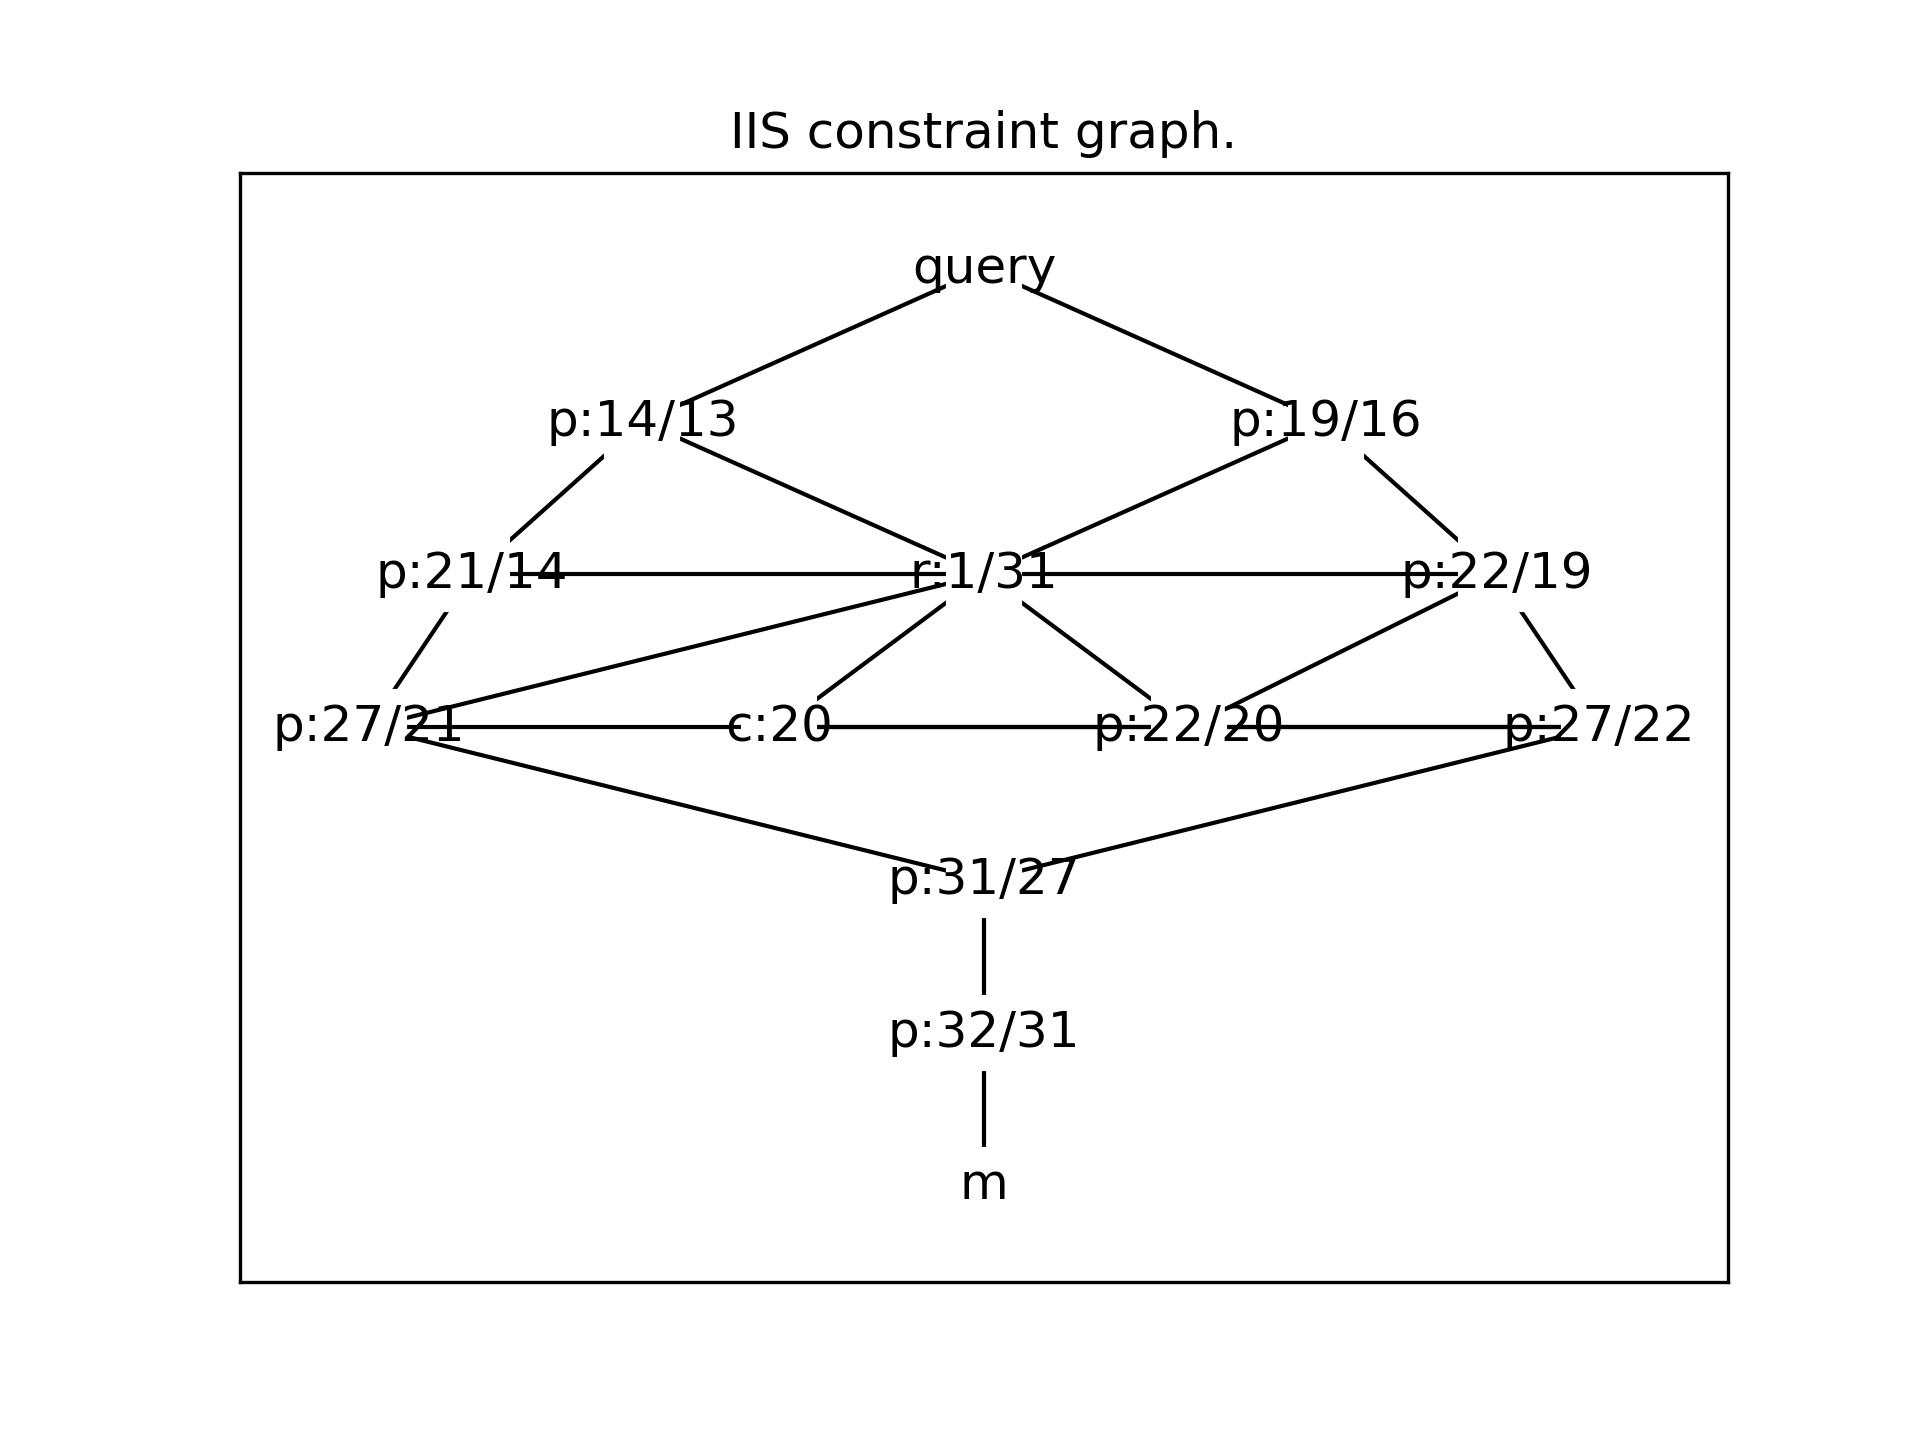 IIS constraint graph.
query
p:14/13 p:19/16
p:21/14 r:1/31 p:22/19
p:27/21 c:20 p:22/20 p:27/22
p:31/27
p:32/31
m